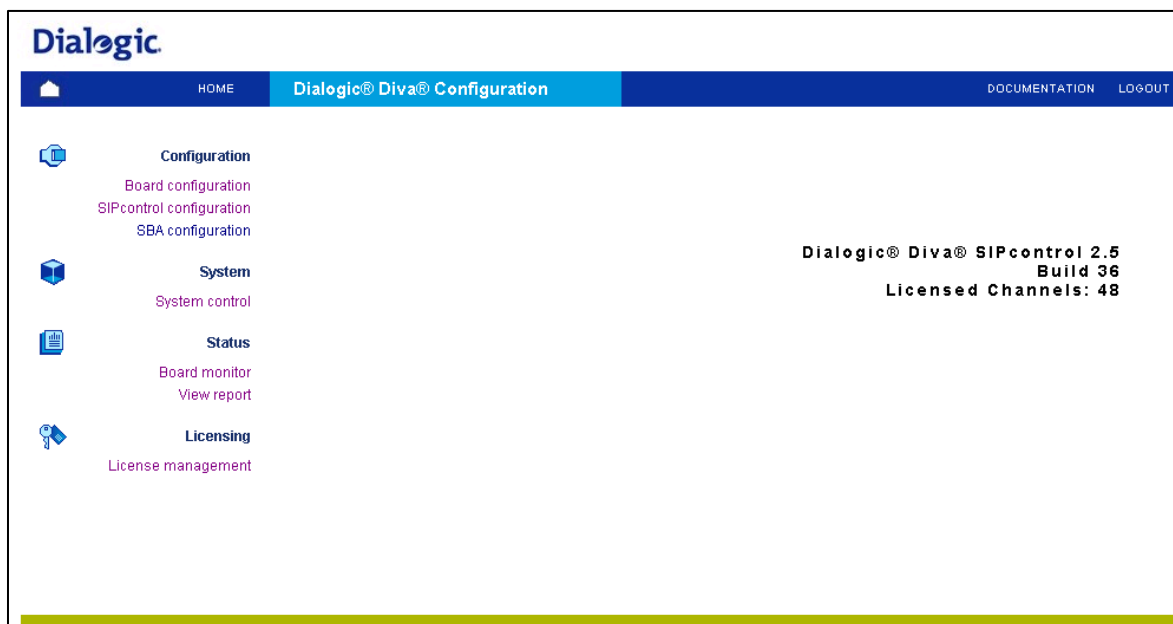 Dialogic.
HOME
Dialogic® Diva® Configuration
DOCUMENTATION
LOGOUT
Configuration
Board configuration
SIPcontrol configuration
SBA configuration
System
System control
Status
Board monitor
View report
Licensing
License management
Dialogic® Diva® SIPcontrol 2.5
Build 36
Licensed Channels: 48